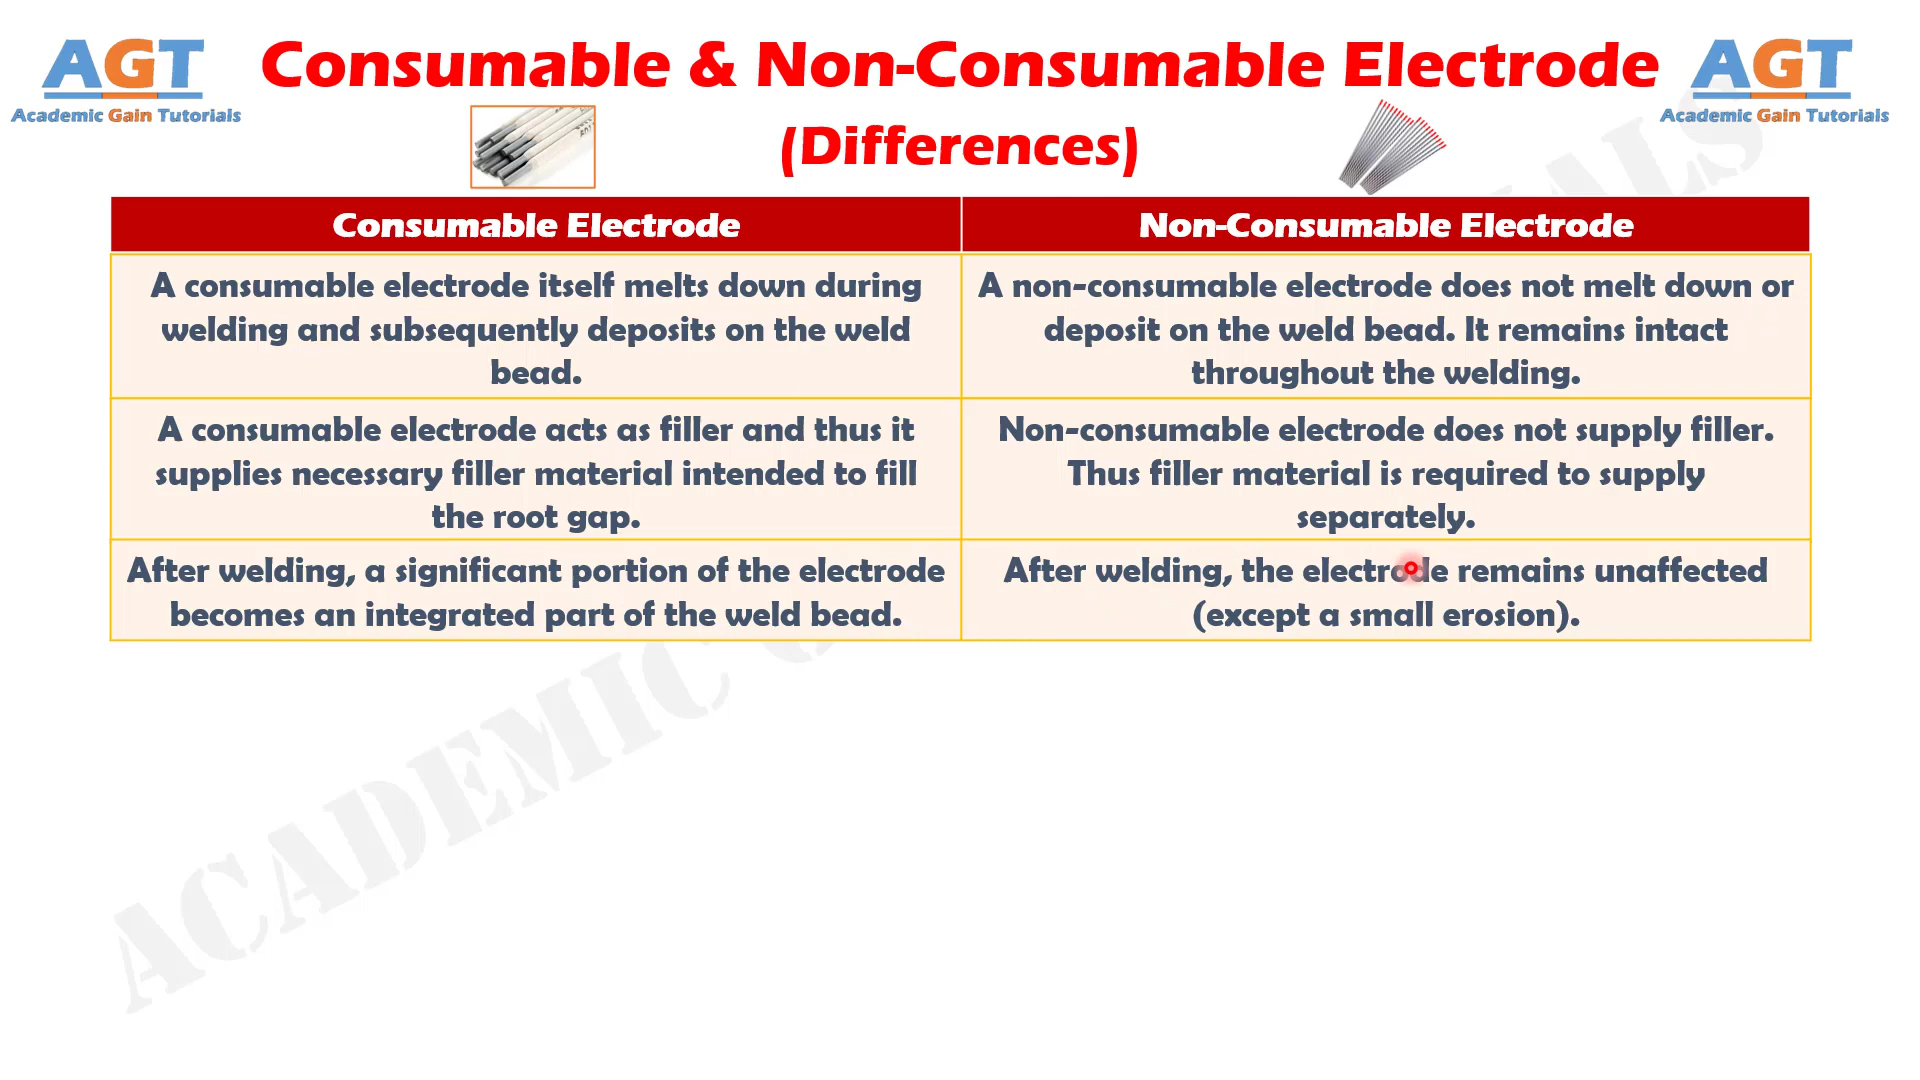 AGT
Academic Gain Tutorials
Consumable & Non-Consumable Electrode
(Differences)
AGT
Academic Gain Tutorials
Consumable Electrode
Non-Consumable Electrode
A consumable electrode itself melts down during
welding and subsequently deposits on the weld
bead.
A non-consumable electrode does not melt down or
deposit on the weld bead. It remains intact
throughout the welding.
A consumable electrode acts as filler and thus it
supplies necessary filler material intended to fill
the root gap.
Non-consumable electrode does not supply filler.
Thus filler material is required to supply
separately.
After welding, a significant portion of the electrode
becomes an integrated part of the weld bead.
After welding, the electrode remains unaffected
(except a small erosion).
ACADEMIC